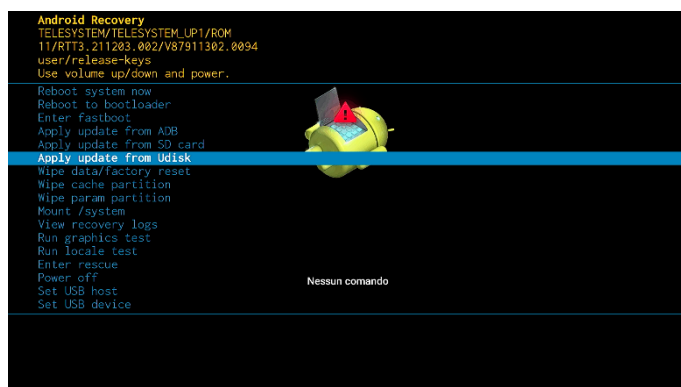 Android Recovery
TELESYSTEM/TELESYSTEM_UP1/ROM
11/RTT3.211203.002/V87911302.0094
user/release-keys
Use volume up/down and power.
Reboot system now
Reboot to bootloader
Enter fastboot
Apply update from ADB
Apply update from SD card
Apply update from Udisk
Wipe data/factory reset
Wipe cache partition
Wipe param partition
Mount /system
View recovery logs
Run graphics test
Run locale test
Enter rescue
Power off
Set USB host
Set USB device
Nessun comando